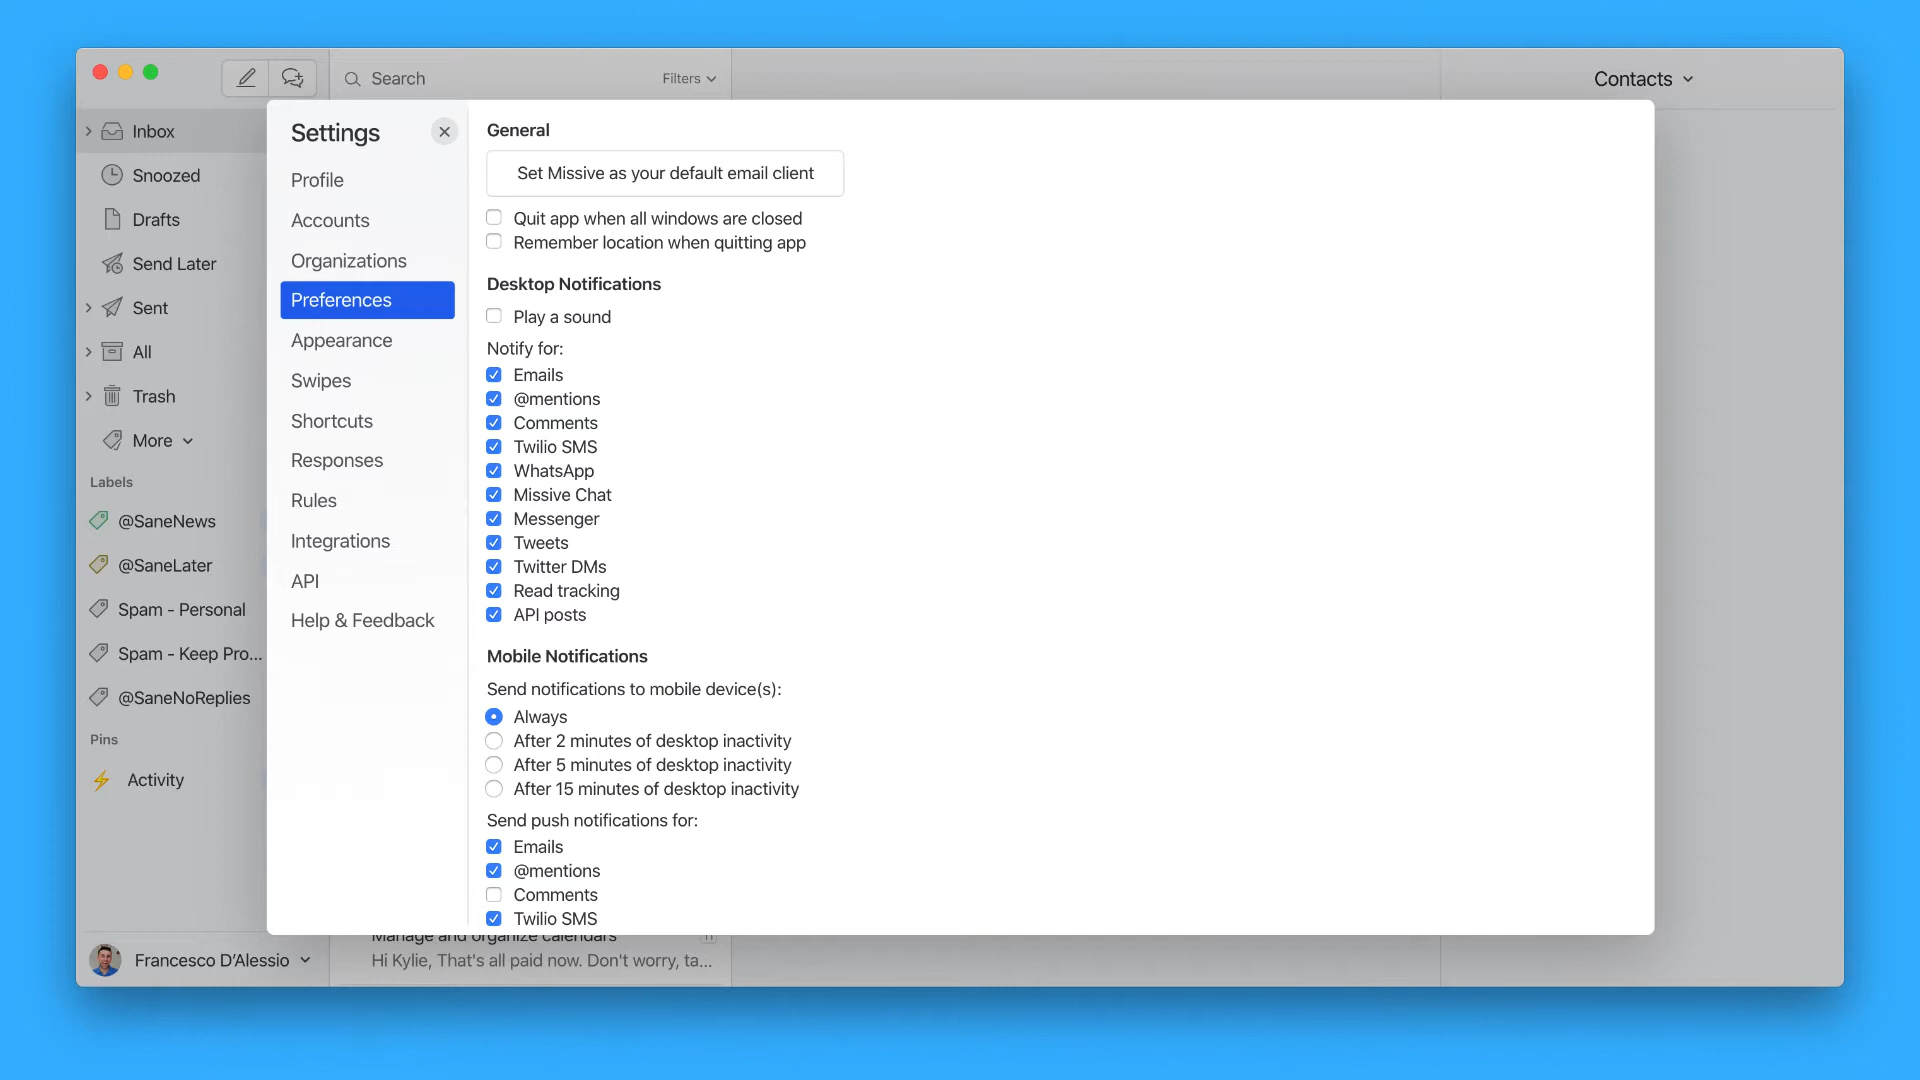 Search
Filters
Contacts
Inbox
Snoozed
Drafts
Send Later
Sent
All
Trash
More
Labels
@SaneNews
@SaneLater
Spam - Personal
Spam - Keep Pro...
@SaneNoReplies
Pins
Activity
Francesco D'Alessio
Settings
Profile
Accounts
Organizations
Preferences
Appearance
Swipes
Shortcuts
Responses
Rules
Integrations
API
Help & Feedback
General
Set Missive as your default email client
Quit app when all windows are closed
Remember location when quitting app
Desktop Notifications
Play a sound
Notify for:
Emails
@mentions
Comments
Twilio SMS
WhatsApp
Missive Chat
Messenger
Tweets
Twitter DMs
Read tracking
API posts
Mobile Notifications
Send notifications to mobile device(s):
Always
After 2 minutes of desktop inactivity
After 5 minutes of desktop inactivity
After 15 minutes of desktop inactivity
Send push notifications for:
Emails
@mentions
Comments
Twilio SMS
Manage and organize calendars
Hi Kylie, That's all paid now. Don't worry, ta...